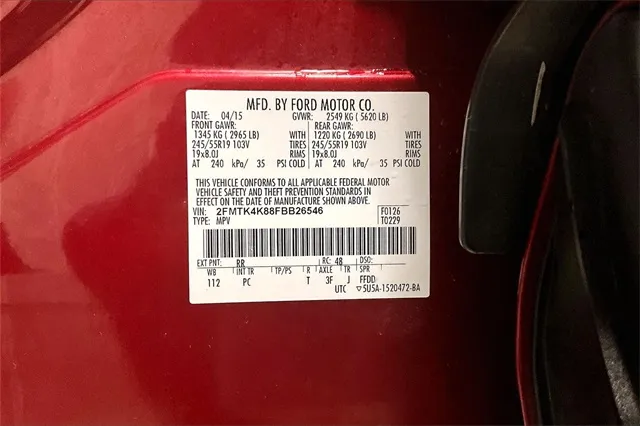 MFD. BY FORD MOTOR CO.
DATE: 04/15 GVWR: 2549 KG ( 5620 LB)
FRONT GAWR: REAR GAWR:
1345 KG ( 2965 LB) WITH 1220 KG ( 2690 LB) WITH
245/55R19 103V TIRES 245/55R19 103V TIRES
19x8.0J RIMS 19x8.0J RIMS
AT 240 kPa/ 35 PSI COLD AT 240 kPa/ 35 PSI COLD
THIS VEHICLE CONFORMS TO ALL APPLICABLE FEDERAL MOTOR
VEHICLE SAFETY AND THEFT PREVENTION STANDARDS IN
EFFECT ON THE DATE OF MANUFACTURE SHOWN ABOVE.
VIN: 2FMTK4K88FBB26546 F0126
TYPE: MPV T0229
EXT PNT: RR RC: 48 DSO:
WB INT TR TP/PS R AXLE TR SPR
112 PC T 3F J FFDD
UTC ▽5U5A-1520472-BA